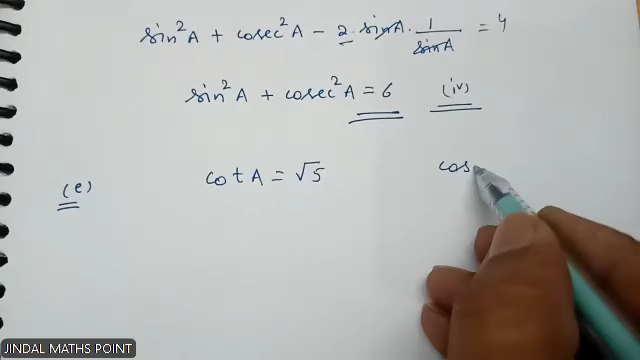 sin²A + cosec²A - 2 · sinA · 1/sinA = 4
sin²A + cosec²A = 6 (iv)
(e) cot A = √5 cos
JINDAL MATHS POINT